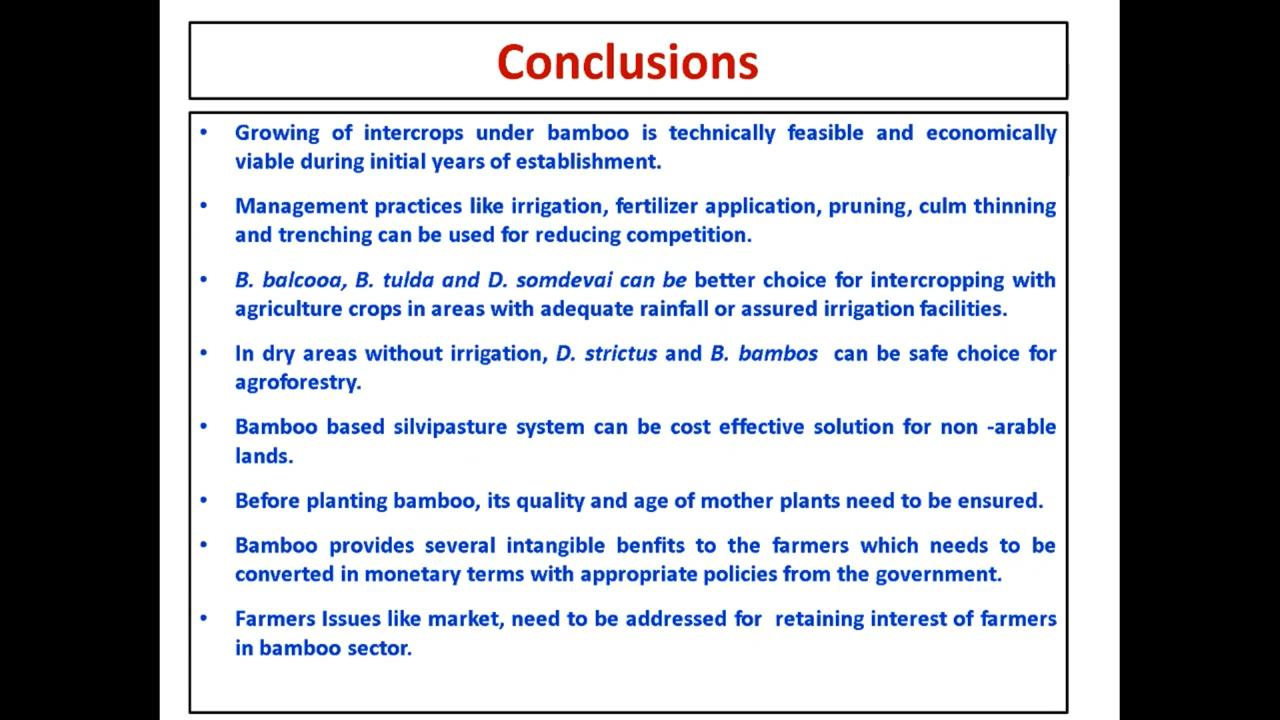 Conclusions
• Growing of intercrops under bamboo is technically feasible and economically
viable during initial years of establishment.
• Management practices like irrigation, fertilizer application, pruning, culm thinning
and trenching can be used for reducing competition.
• B. balcooa, B. tulda and D. somdevai can be better choice for intercropping with
agriculture crops in areas with adequate rainfall or assured irrigation facilities.
• In dry areas without irrigation, D. strictus and B. bambos can be safe choice for
agroforestry.
• Bamboo based silvipasture system can be cost effective solution for non -arable
lands.
• Before planting bamboo, its quality and age of mother plants need to be ensured.
• Bamboo provides several intangible benfits to the farmers which needs to be
converted in monetary terms with appropriate policies from the government.
• Farmers Issues like market, need to be addressed for retaining interest of farmers
in bamboo sector.